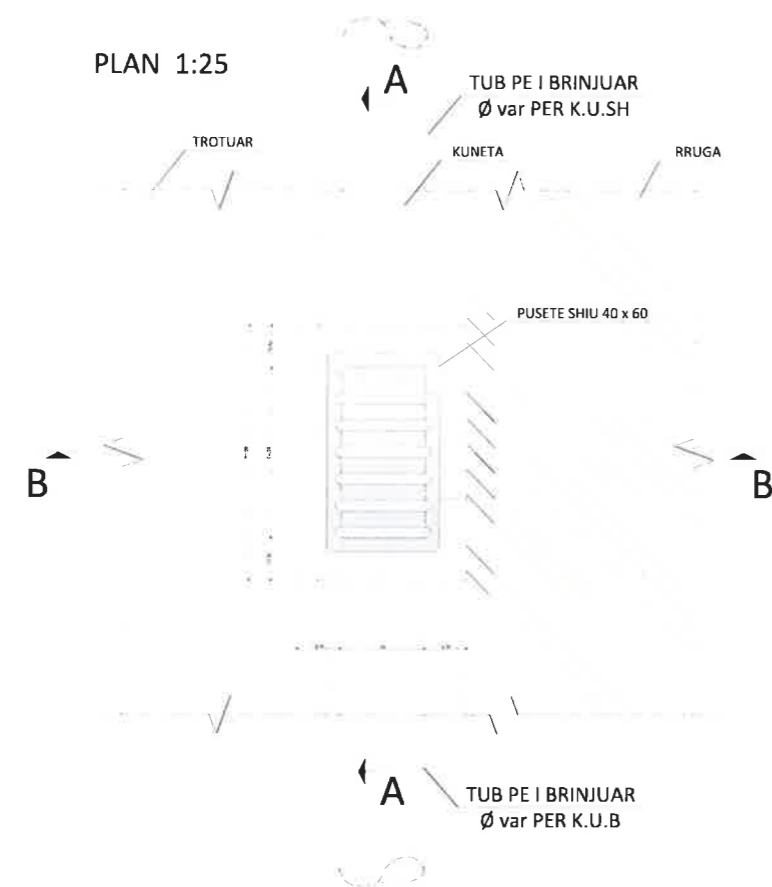 PLAN 1:25
A
TUB PE I BRINJUAR
Ø var PER K.U.SH
TROTUAR
KUNETA
RRUGA
PUSETE SHIU 40 x 60
B
B
A
TUB PE I BRINJUAR
Ø var PER K.U.B